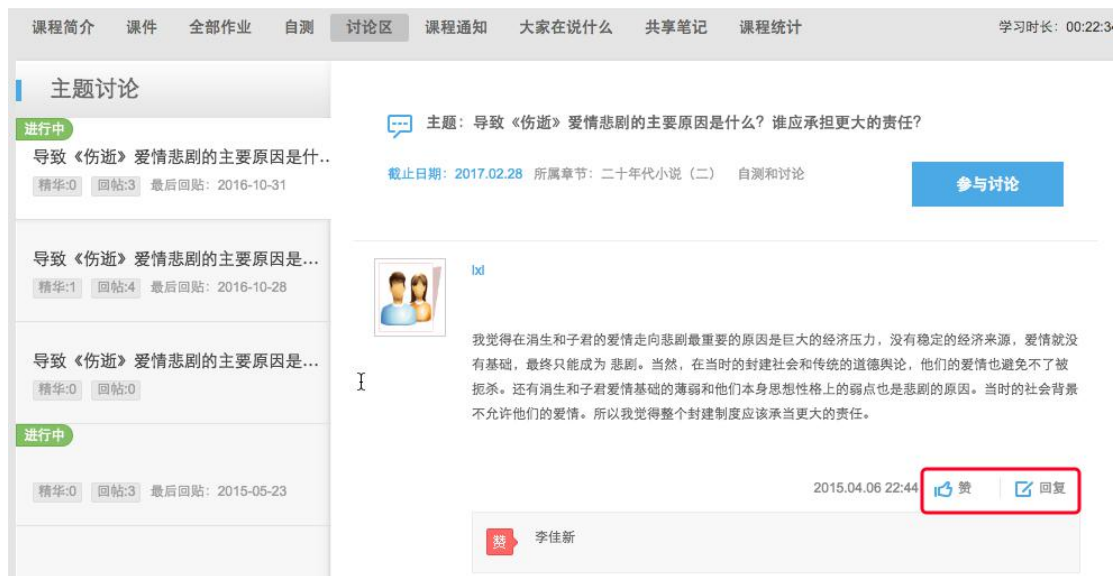 课程简介 课件 全部作业 自测 讨论区 课程通知 大家在说什么 共享笔记 课程统计 学习时长：00:22:34
主题讨论
进行中
导致《伤逝》爱情悲剧的主要原因是什..
精华:0 回帖:3 最后回贴：2016-10-31
导致《伤逝》爱情悲剧的主要原因是...
精华:1 回帖:4 最后回贴：2016-10-28
导致《伤逝》爱情悲剧的主要原因是...
精华:0 回帖:0
进行中
精华:0 回帖:3 最后回贴：2015-05-23
主题：导致《伤逝》爱情悲剧的主要原因是什么？谁应承担更大的责任？
截止日期：2017.02.28 所属章节：二十年代小说（二） 自测和讨论
参与讨论
lxl
我觉得在涓生和子君的爱情走向悲剧最重要的原因是巨大的经济压力，没有稳定的经济来源，爱情就没
有基础，最终只能成为 悲剧。当然，在当时的封建社会和传统的道德舆论，他们的爱情也避免不了被
扼杀。还有涓生和子君爱情基础的薄弱和他们本身思想性格上的弱点也是悲剧的原因。当时的社会背景
不允许他们的爱情。所以我觉得整个封建制度应该承当更大的责任。
2015.04.06 22:44 赞 回复
赞 李佳新